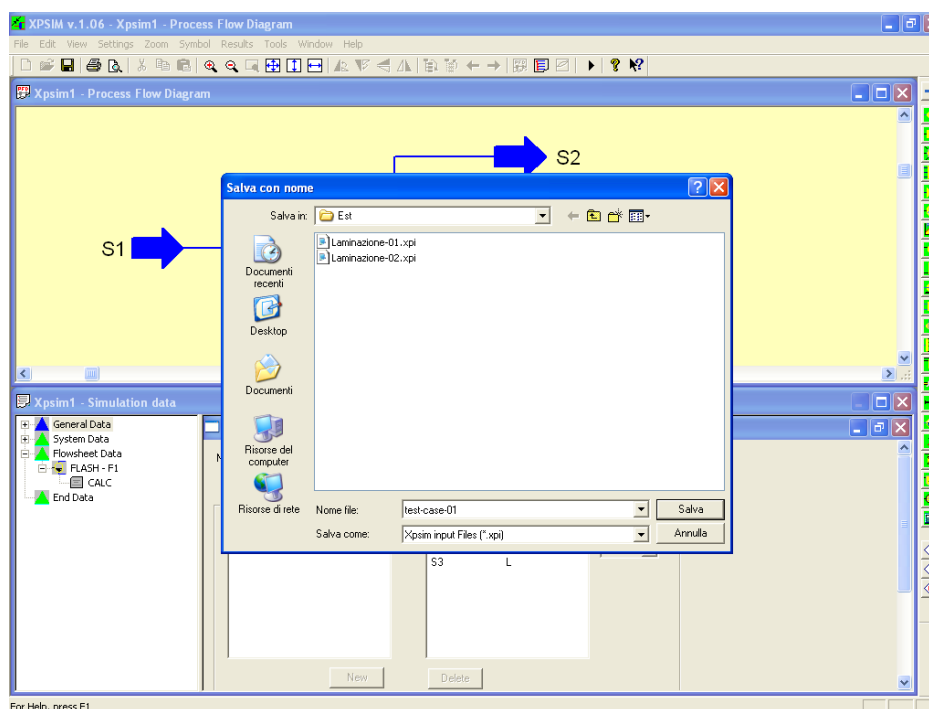 XPSIM v.1.06 - Xpsim1 - Process Flow Diagram
File Edit View Settings Zoom Symbol Results Tools Window Help
Xpsim1 - Process Flow Diagram
S2
S1
Salva con nome
Salva in: Est
Laminazione-01.xpi
Laminazione-02.xpi
Documenti
recenti
Desktop
Documenti
Risorse del
computer
Risorse di rete
Nome file: test-case-01 Salva
Salva come: Xpsim input Files (*.xpi) Annulla
Xpsim1 - Simulation data
General Data
System Data
Flowsheet Data
FLASH - F1
CALC
End Data
S3 L
New Delete
For Help, press F1